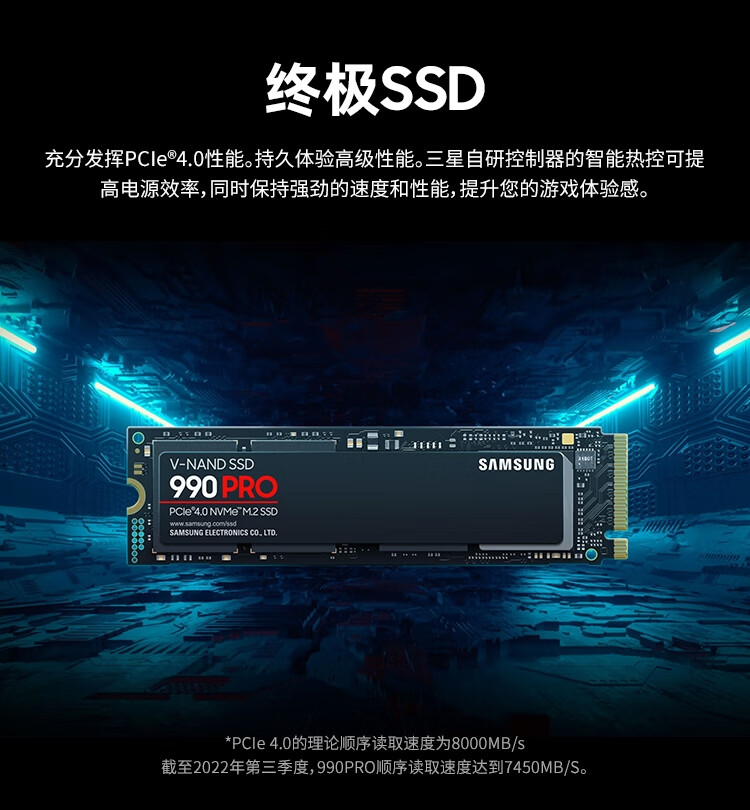 终极SSD
充分发挥PCIe®4.0性能。持久体验高级性能。三星自研控制器的智能热控可提
高电源效率，同时保持强劲的速度和性能，提升您的游戏体验感。
V-NAND SSD
SAMSUNG
990 PRO
PCIe®4.0 NVMe™ M.2 SSD
www.samsung.com/ssd
SAMSUNG ELECTRONICS CO., LTD.
*PCIe 4.0的理论顺序读取速度为8000MB/s
截至2022年第三季度，990PRO顺序读取速度达到7450MB/S。